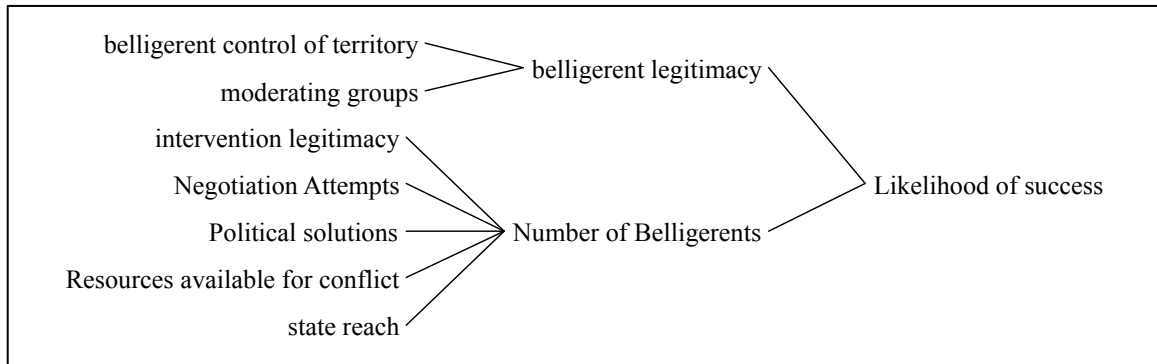 belligerent control of territory
belligerent legitimacy
moderating groups
intervention legitimacy
Negotiation Attempts
Likelihood of success
Political solutions
Number of Belligerents
Resources available for conflict
state reach